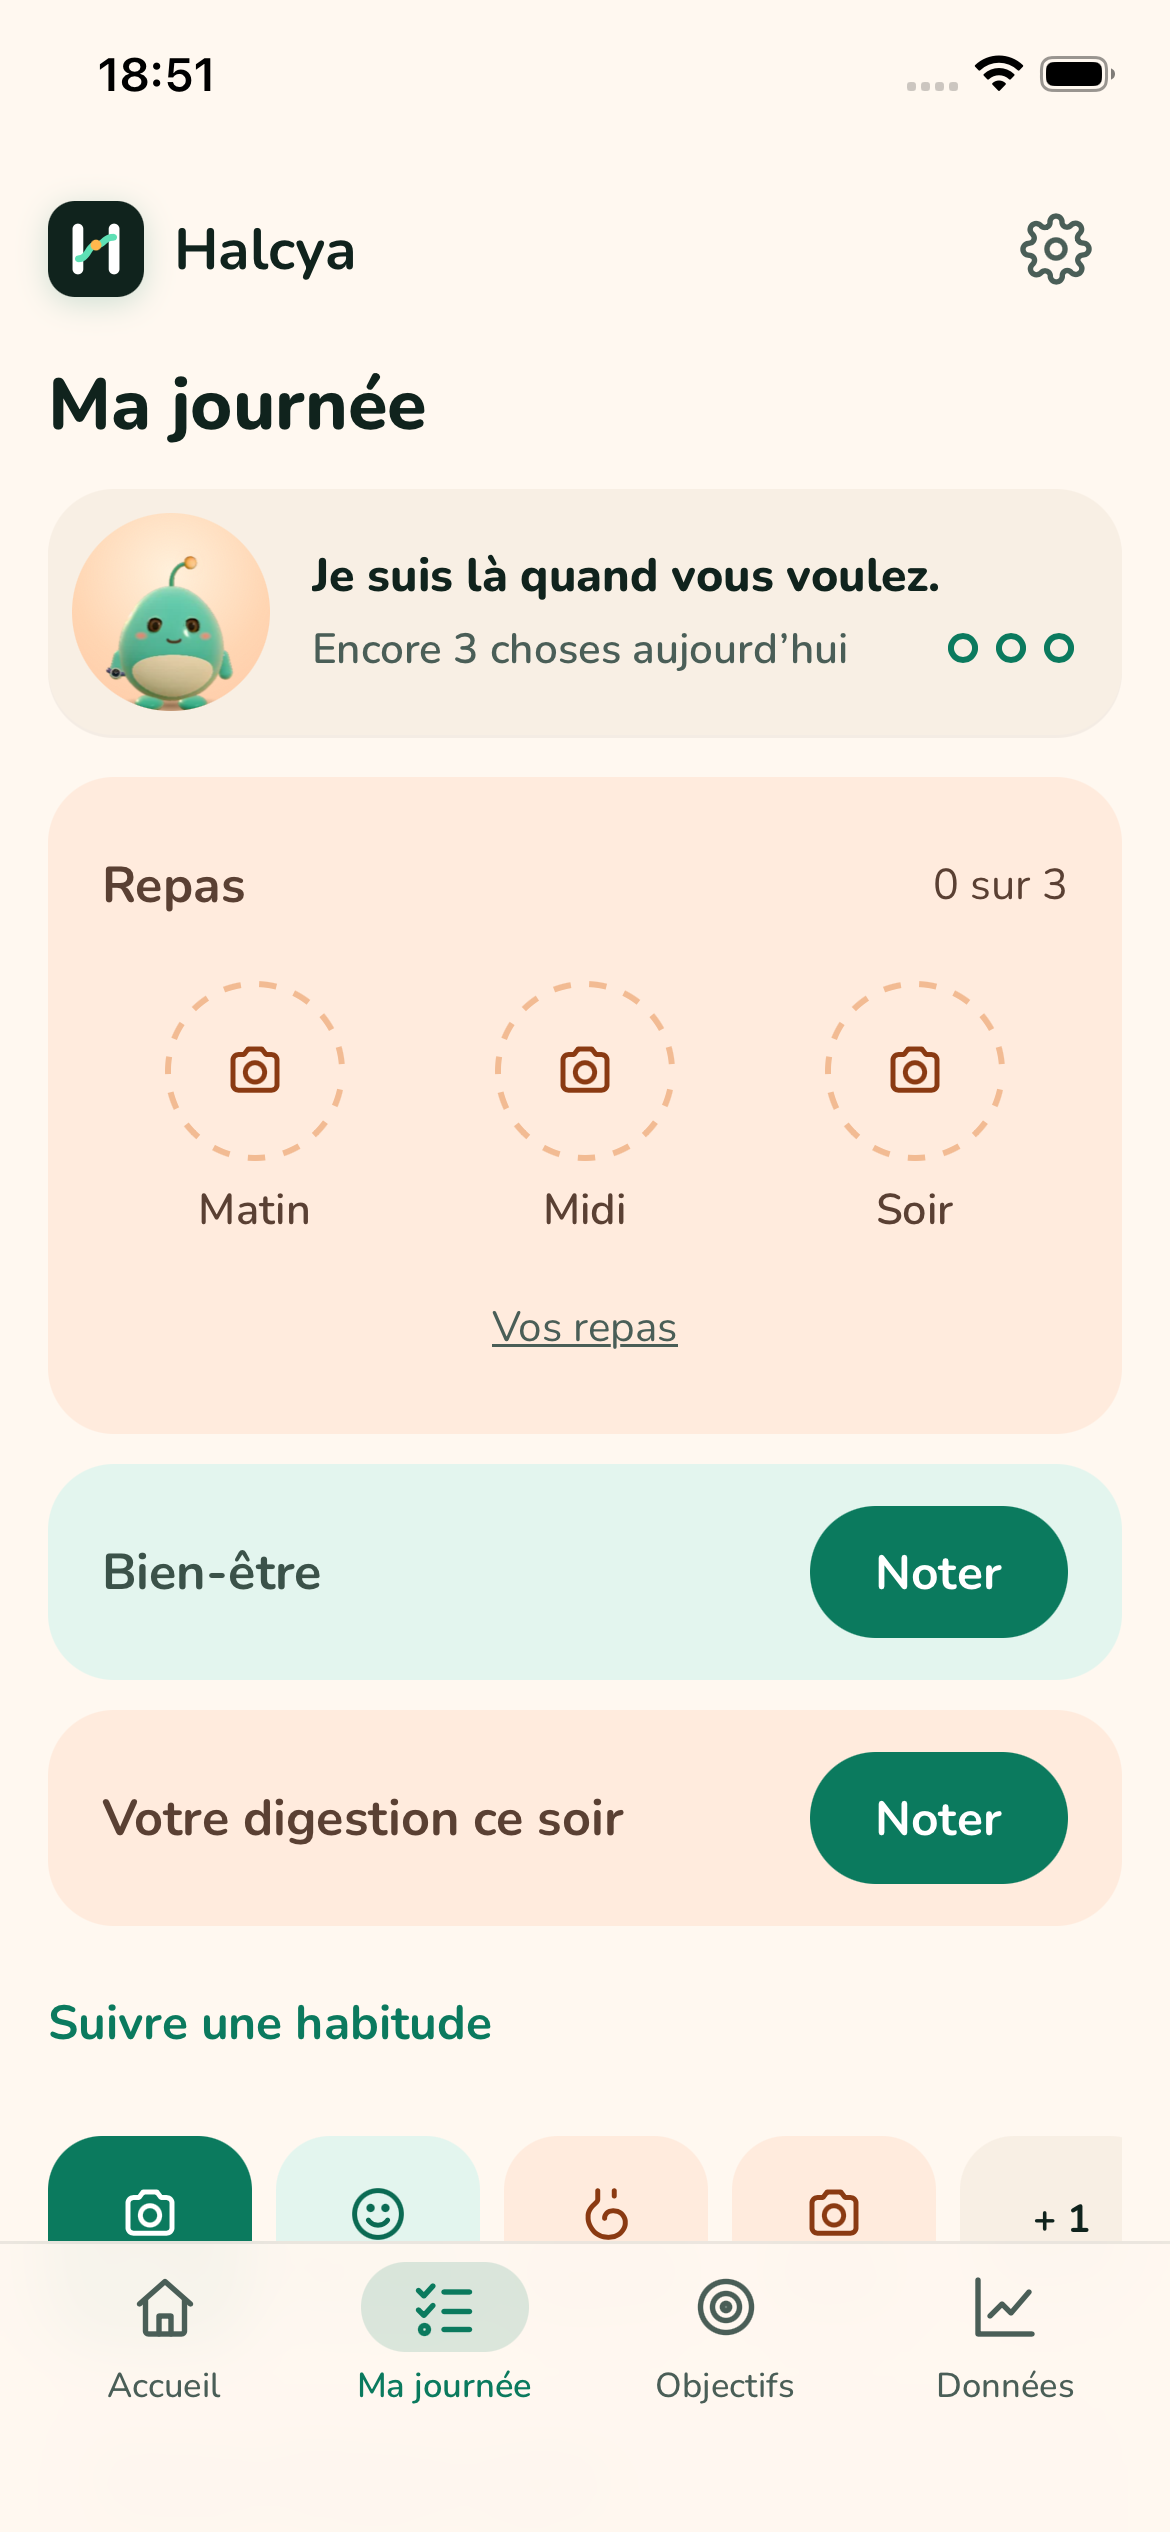 18:51
Halcya
Ma journée
Je suis là quand vous voulez.
Encore 3 choses aujourd’hui
Repas
0 sur 3
Matin
Midi
Soir
Vos repas
Bien-être
Noter
Votre digestion ce soir
Noter
Suivre une habitude
+ 1
Accueil
Ma journée
Objectifs
Données